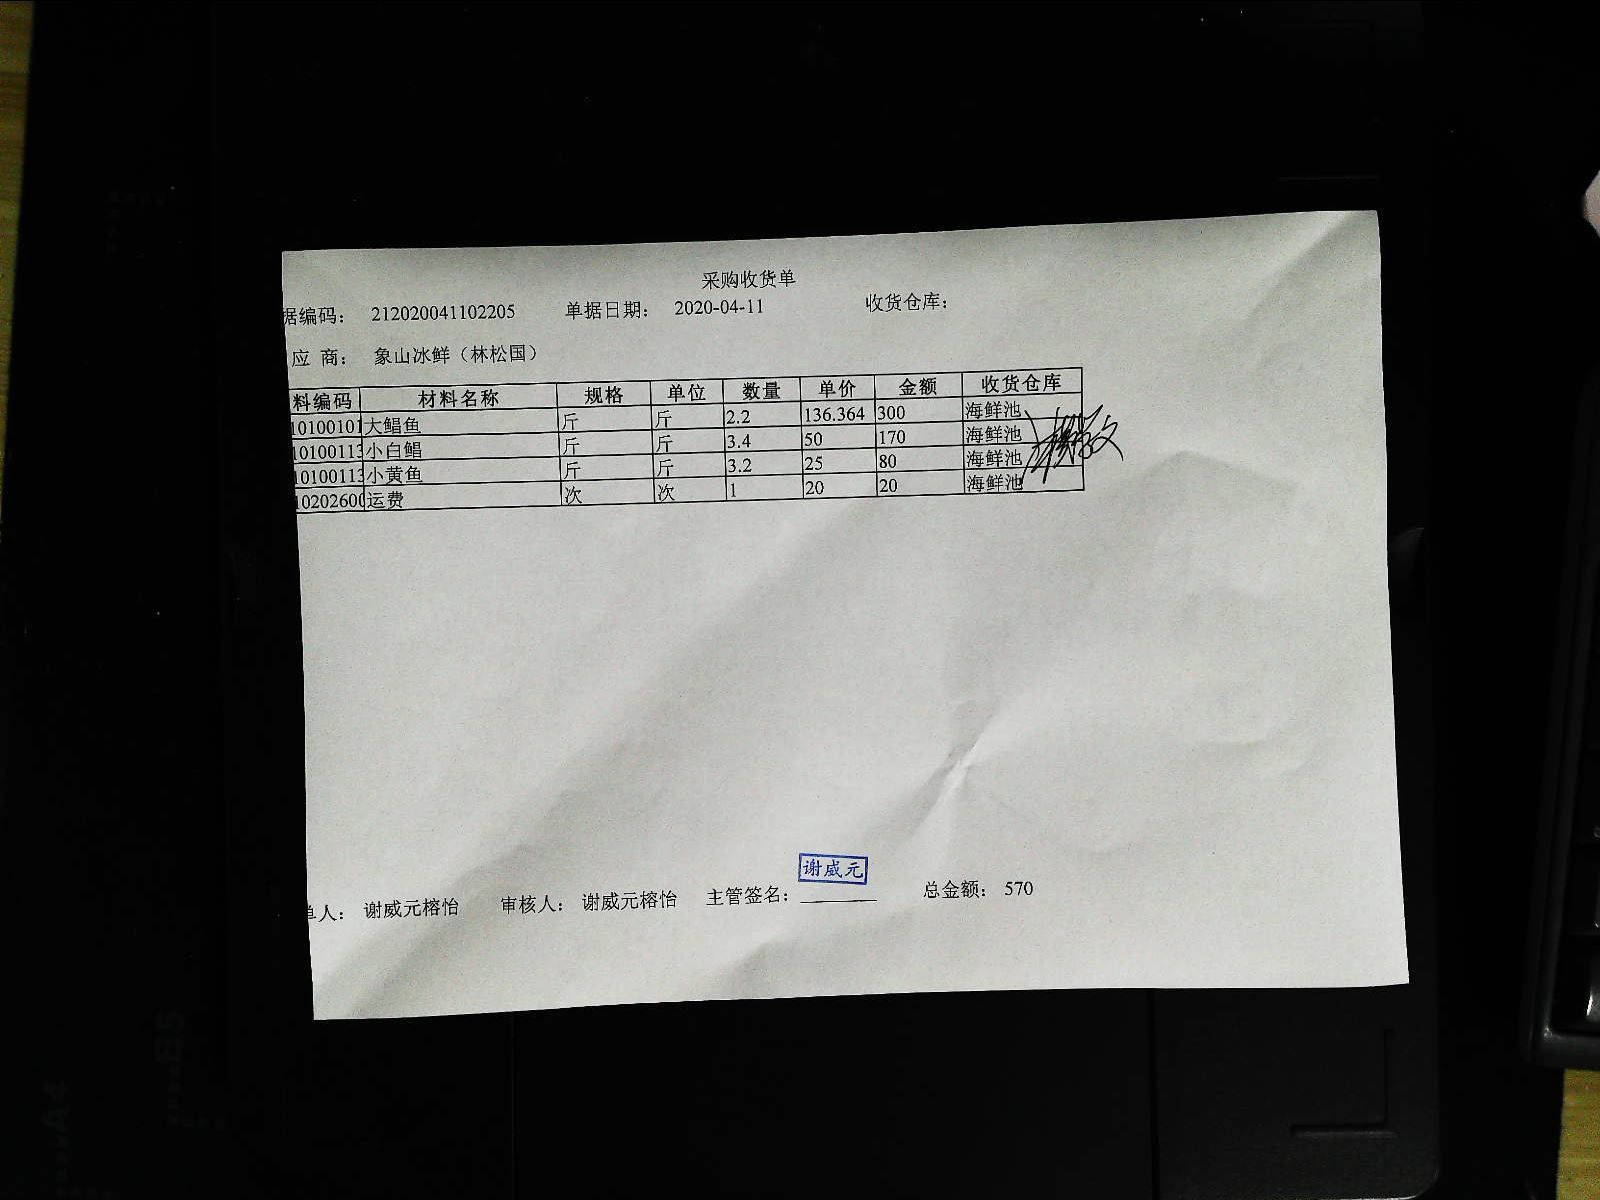 采购收货单
据编码： 212020041102205 单据日期： 2020-04-11 收货仓库：
应 商： 象山冰鲜（林松国）
料编码 材料名称 规格 单位 数量 单价 金额 收货仓库
10100101 大鲳鱼 斤 斤 2.2 136.364 300 海鲜池
10100113 小白鲳 斤 斤 3.4 50 170 海鲜池
10100113 小黄鱼 斤 斤 3.2 25 80 海鲜池
10202600 运费 次 次 1 20 20 海鲜池
谢威元
单人： 谢威元榕怡 审核人： 谢威元榕怡 主管签名： 总金额： 570